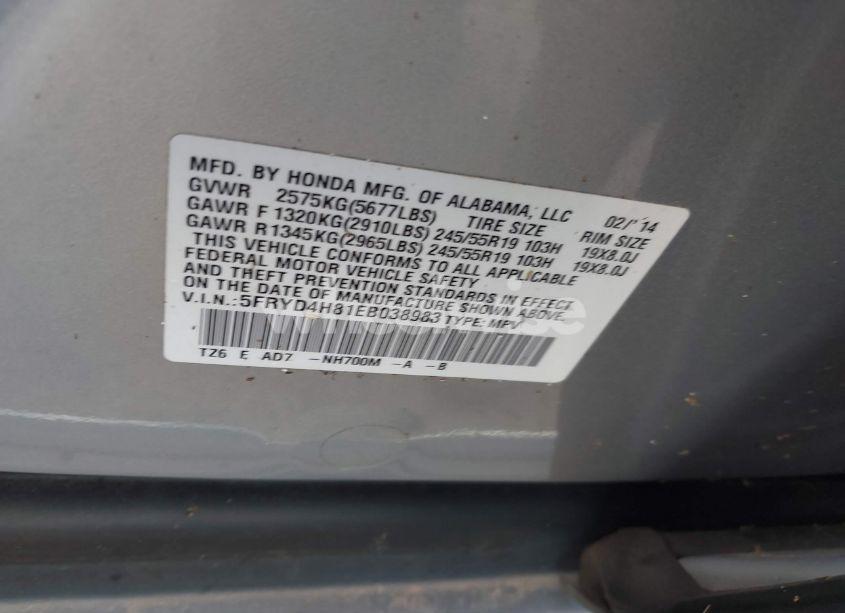 MFD. BY HONDA MFG. OF ALABAMA, LLC 02/'14
GVWR 2575KG(5677LBS) TIRE SIZE RIM SIZE
GAWR F 1320KG(2910LBS) 245/55R19 103H 19X8.0J
GAWR R1345KG(2965LBS) 245/55R19 103H 19X8.0J
THIS VEHICLE CONFORMS TO ALL APPLICABLE
FEDERAL MOTOR VEHICLE SAFETY
AND THEFT PREVENTION STANDARDS IN EFFECT
ON THE DATE OF MANUFACTURE SHOWN ABOVE.
V.I.N.:5FRYD4H81EB038983 TYPE: MPV
TZ6 E AD7 -NH700M -A -B